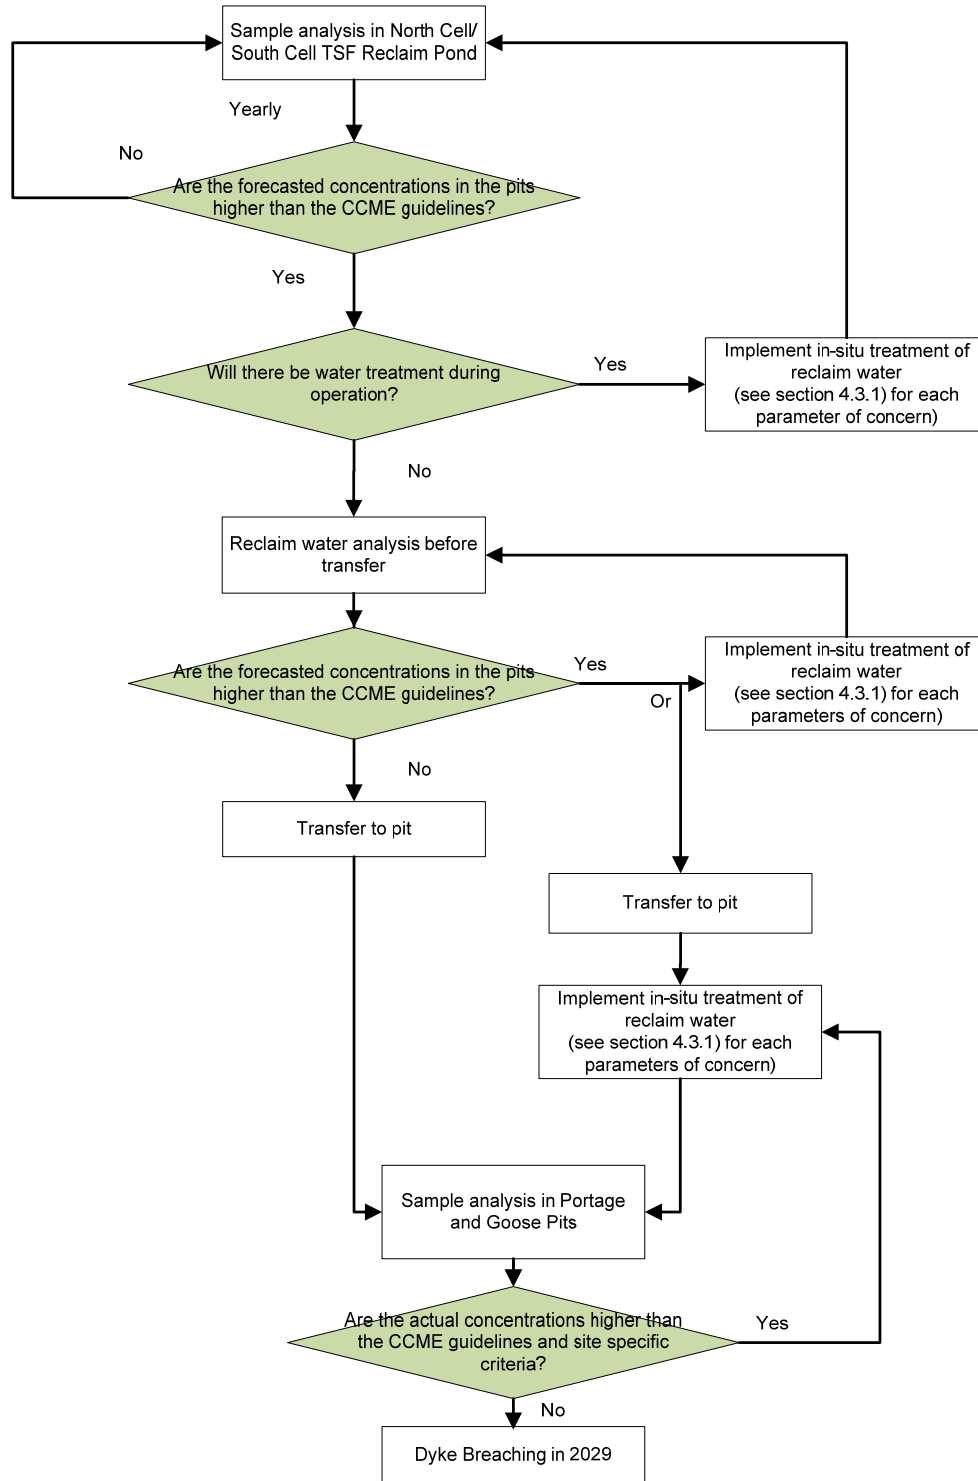 Sample analysis in North Cell/
South Cell TSF Reclaim Pond
Yearly
No
Are the forecasted concentrations in the pits
higher than the CCME guidelines?
Yes
Will there be water treatment during
operation?
Yes
Implement in-situ treatment of
reclaim water
(see section 4.3.1) for each
parameter of concern)
No
Reclaim water analysis before
transfer
Are the forecasted concentrations in the pits
higher than the CCME guidelines?
Yes
Or
Implement in-situ treatment of
reclaim water
(see section 4.3.1) for each
parameters of concern)
No
Transfer to pit
Transfer to pit
Implement in-situ treatment of
reclaim water
(see section 4.3.1) for each
parameters of concern)
Sample analysis in Portage
and Goose Pits
Are the actual concentrations higher than
the CCME guidelines and site specific
criteria?
Yes
No
Dyke Breaching in 2029